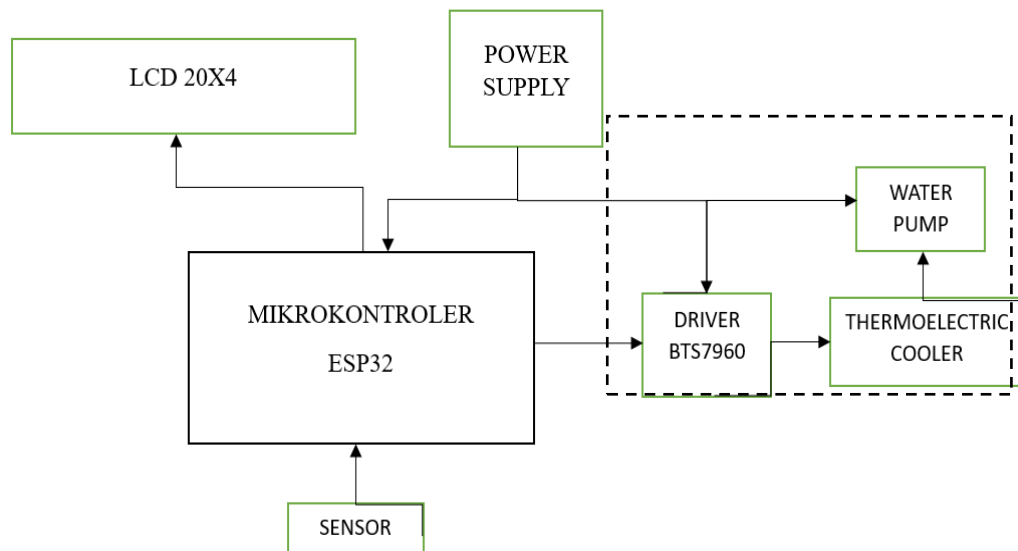 LCD 20X4
POWER
SUPPLY
WATER
PUMP
MIKROKONTROLER
ESP32
DRIVER
BTS7960
THERMOELECTRIC
COOLER
SENSOR